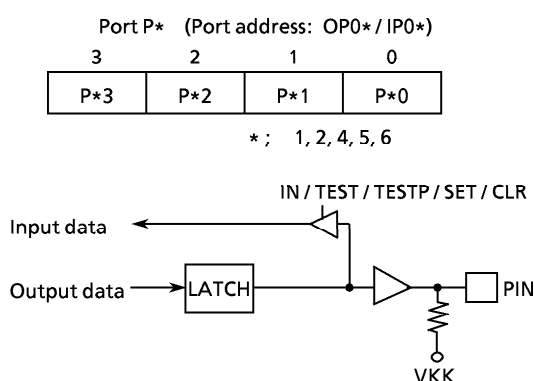 Port P* (Port address: OP0* / IP0*)
3 2 1 0
P*3 P*2 P*1 P*0
* ; 1, 2, 4, 5, 6
IN / TEST / TESTP / SET / CLR
Input data
Output data LATCH PIN
VKK